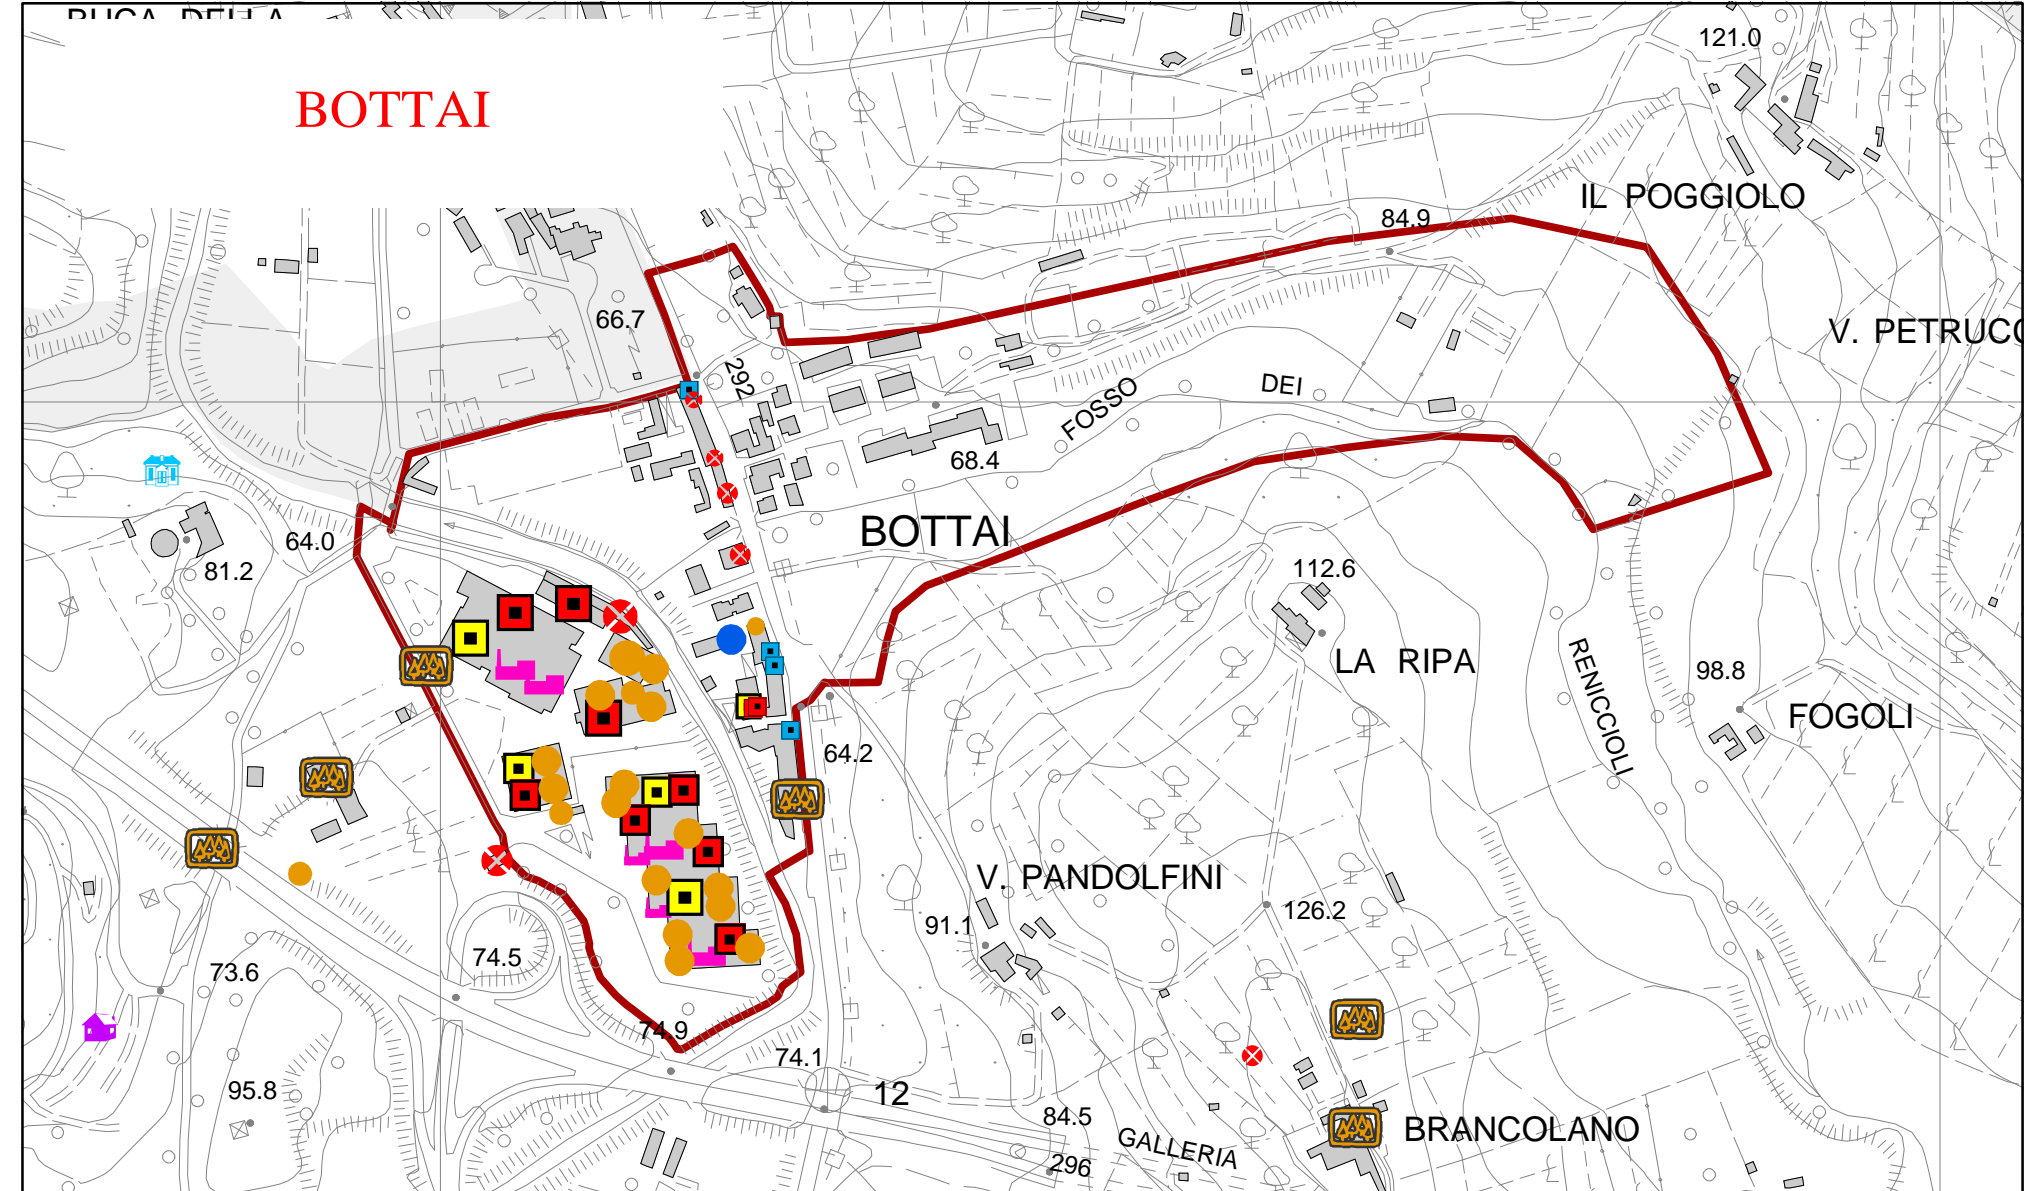 BUCA DELLA
BOTTAI
121.0
IL POGGIOLO
84.9
66.7
V. PETRUCC
292
DEI
FOSSO
68.4
BOTTAI
64.0
81.2
112.6
LA RIPA
RENICCIOLI
98.8
FOGOLI
64.2
V. PANDOLFINI
91.1
126.2
74.5
73.6
74.9
74.1
95.8
12
84.5
GALLERIA
BRANCOLANO
296